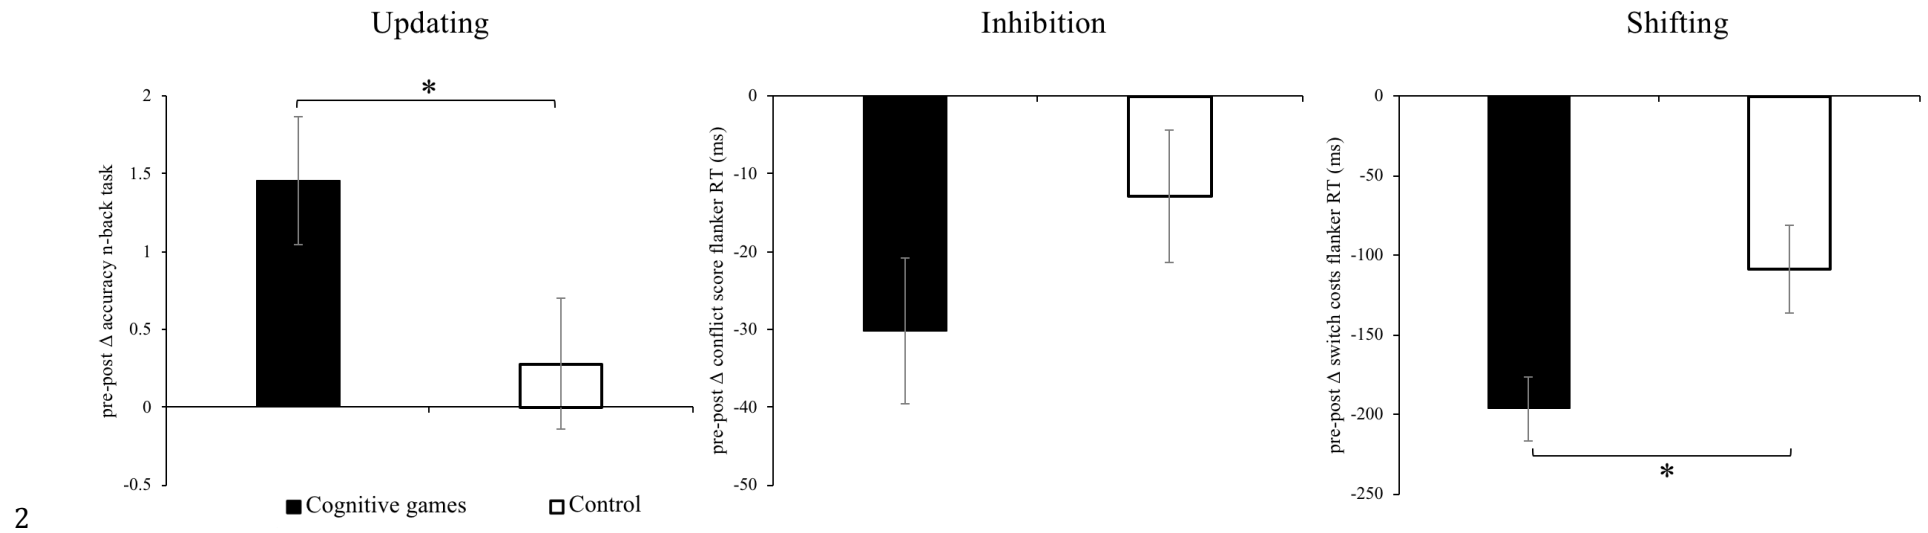 Updating
Inhibition
Shifting
*
pre-post Δ accuracy n-back task
2
1.5
1
0.5
0
-0.5
pre-post Δ conflict score flanker RT (ms)
0
-10
-20
-30
-40
-50
pre-post Δ switch costs flanker RT (ms)
0
-50
-100
-150
-200
-250
*
Cognitive games
Control
2